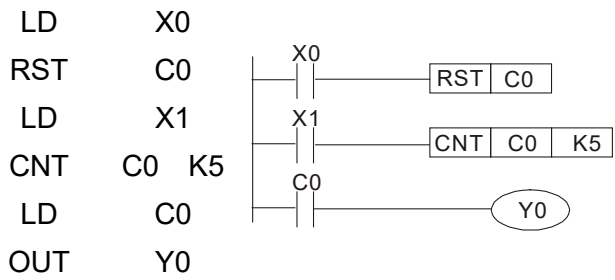 LD X0
RST C0
LD X1
CNT C0 K5
LD C0
OUT Y0
X0
RST C0
X1
CNT C0 K5
C0
Y0